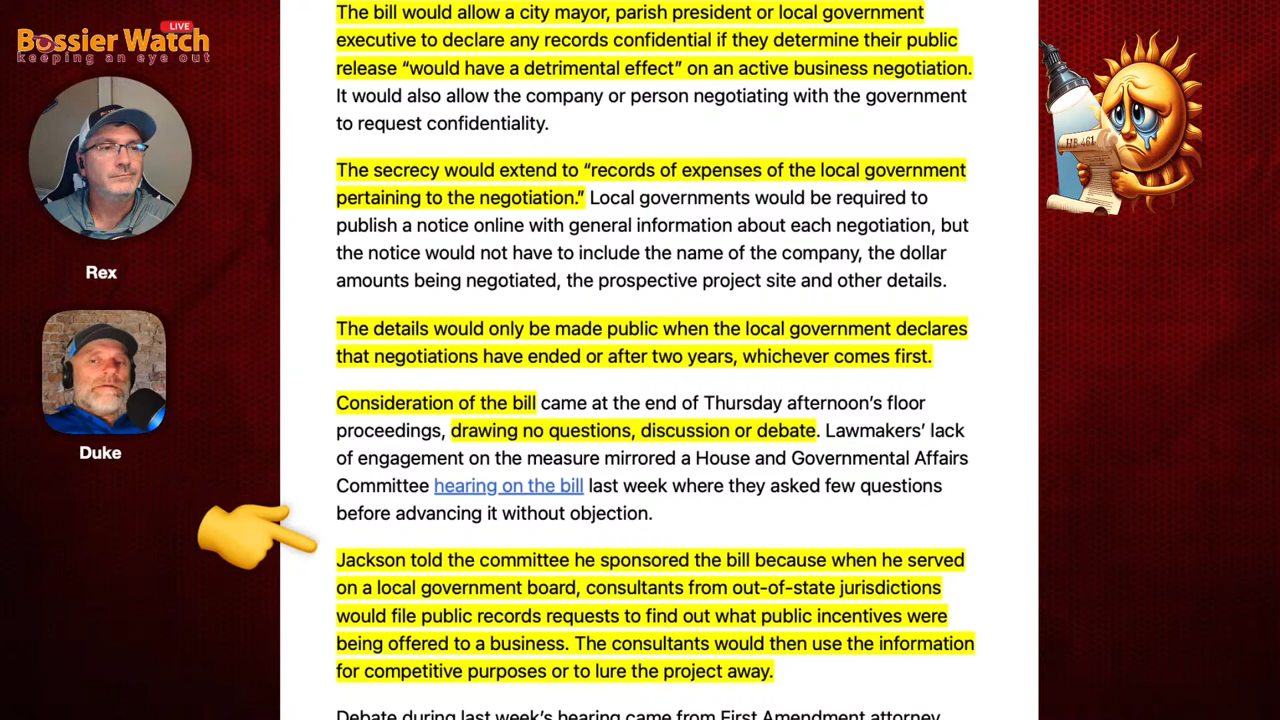 LIVE
Bossier Watch
keeping an eye out
Rex
Duke
The bill would allow a city mayor, parish president or local government
executive to declare any records confidential if they determine their public
release “would have a detrimental effect” on an active business negotiation.
It would also allow the company or person negotiating with the government
to request confidentiality.
The secrecy would extend to “records of expenses of the local government
pertaining to the negotiation.” Local governments would be required to
publish a notice online with general information about each negotiation, but
the notice would not have to include the name of the company, the dollar
amounts being negotiated, the prospective project site and other details.
The details would only be made public when the local government declares
that negotiations have ended or after two years, whichever comes first.
Consideration of the bill came at the end of Thursday afternoon’s floor
proceedings, drawing no questions, discussion or debate. Lawmakers’ lack
of engagement on the measure mirrored a House and Governmental Affairs
Committee hearing on the bill last week where they asked few questions
before advancing it without objection.
Jackson told the committee he sponsored the bill because when he served
on a local government board, consultants from out-of-state jurisdictions
would file public records requests to find out what public incentives were
being offered to a business. The consultants would then use the information
for competitive purposes or to lure the project away.
Debate during last week’s hearing came from First Amendment attorney
HB 461